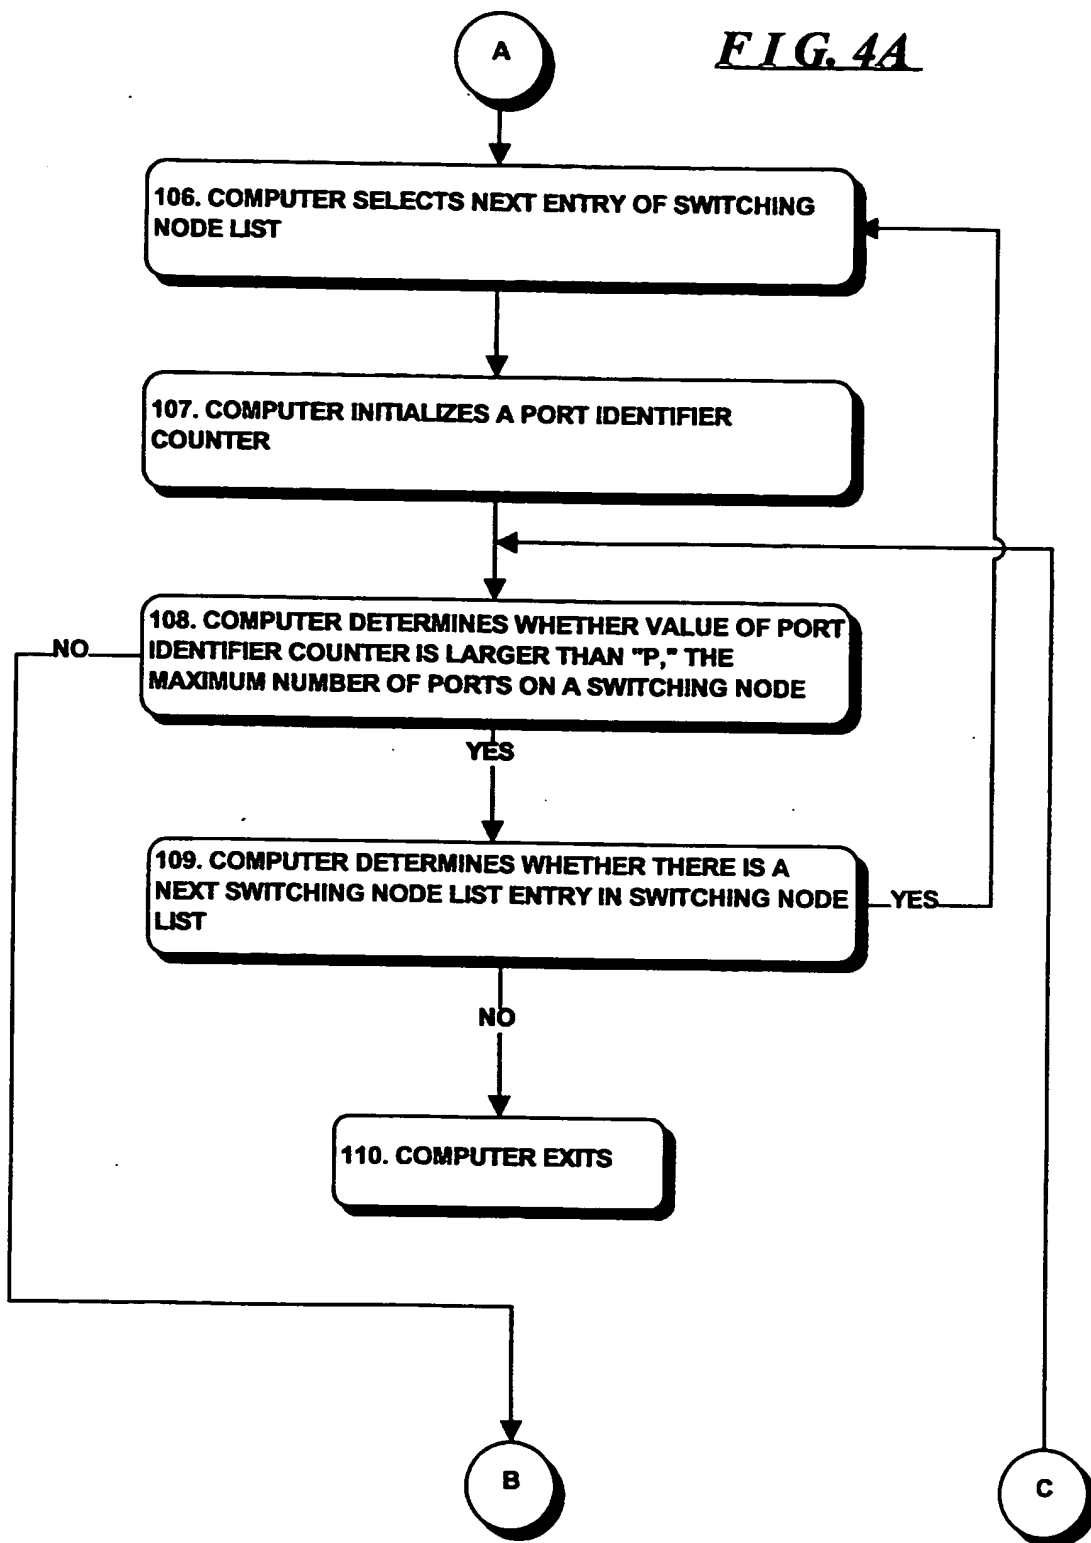 A
F I G. 4A
106. COMPUTER SELECTS NEXT ENTRY OF SWITCHING
NODE LIST
107. COMPUTER INITIALIZES A PORT IDENTIFIER
COUNTER
108. COMPUTER DETERMINES WHETHER VALUE OF PORT
IDENTIFIER COUNTER IS LARGER THAN "P," THE
MAXIMUM NUMBER OF PORTS ON A SWITCHING NODE
NO
YES
109. COMPUTER DETERMINES WHETHER THERE IS A
NEXT SWITCHING NODE LIST ENTRY IN SWITCHING NODE
LIST
YES
NO
110. COMPUTER EXITS
B
C